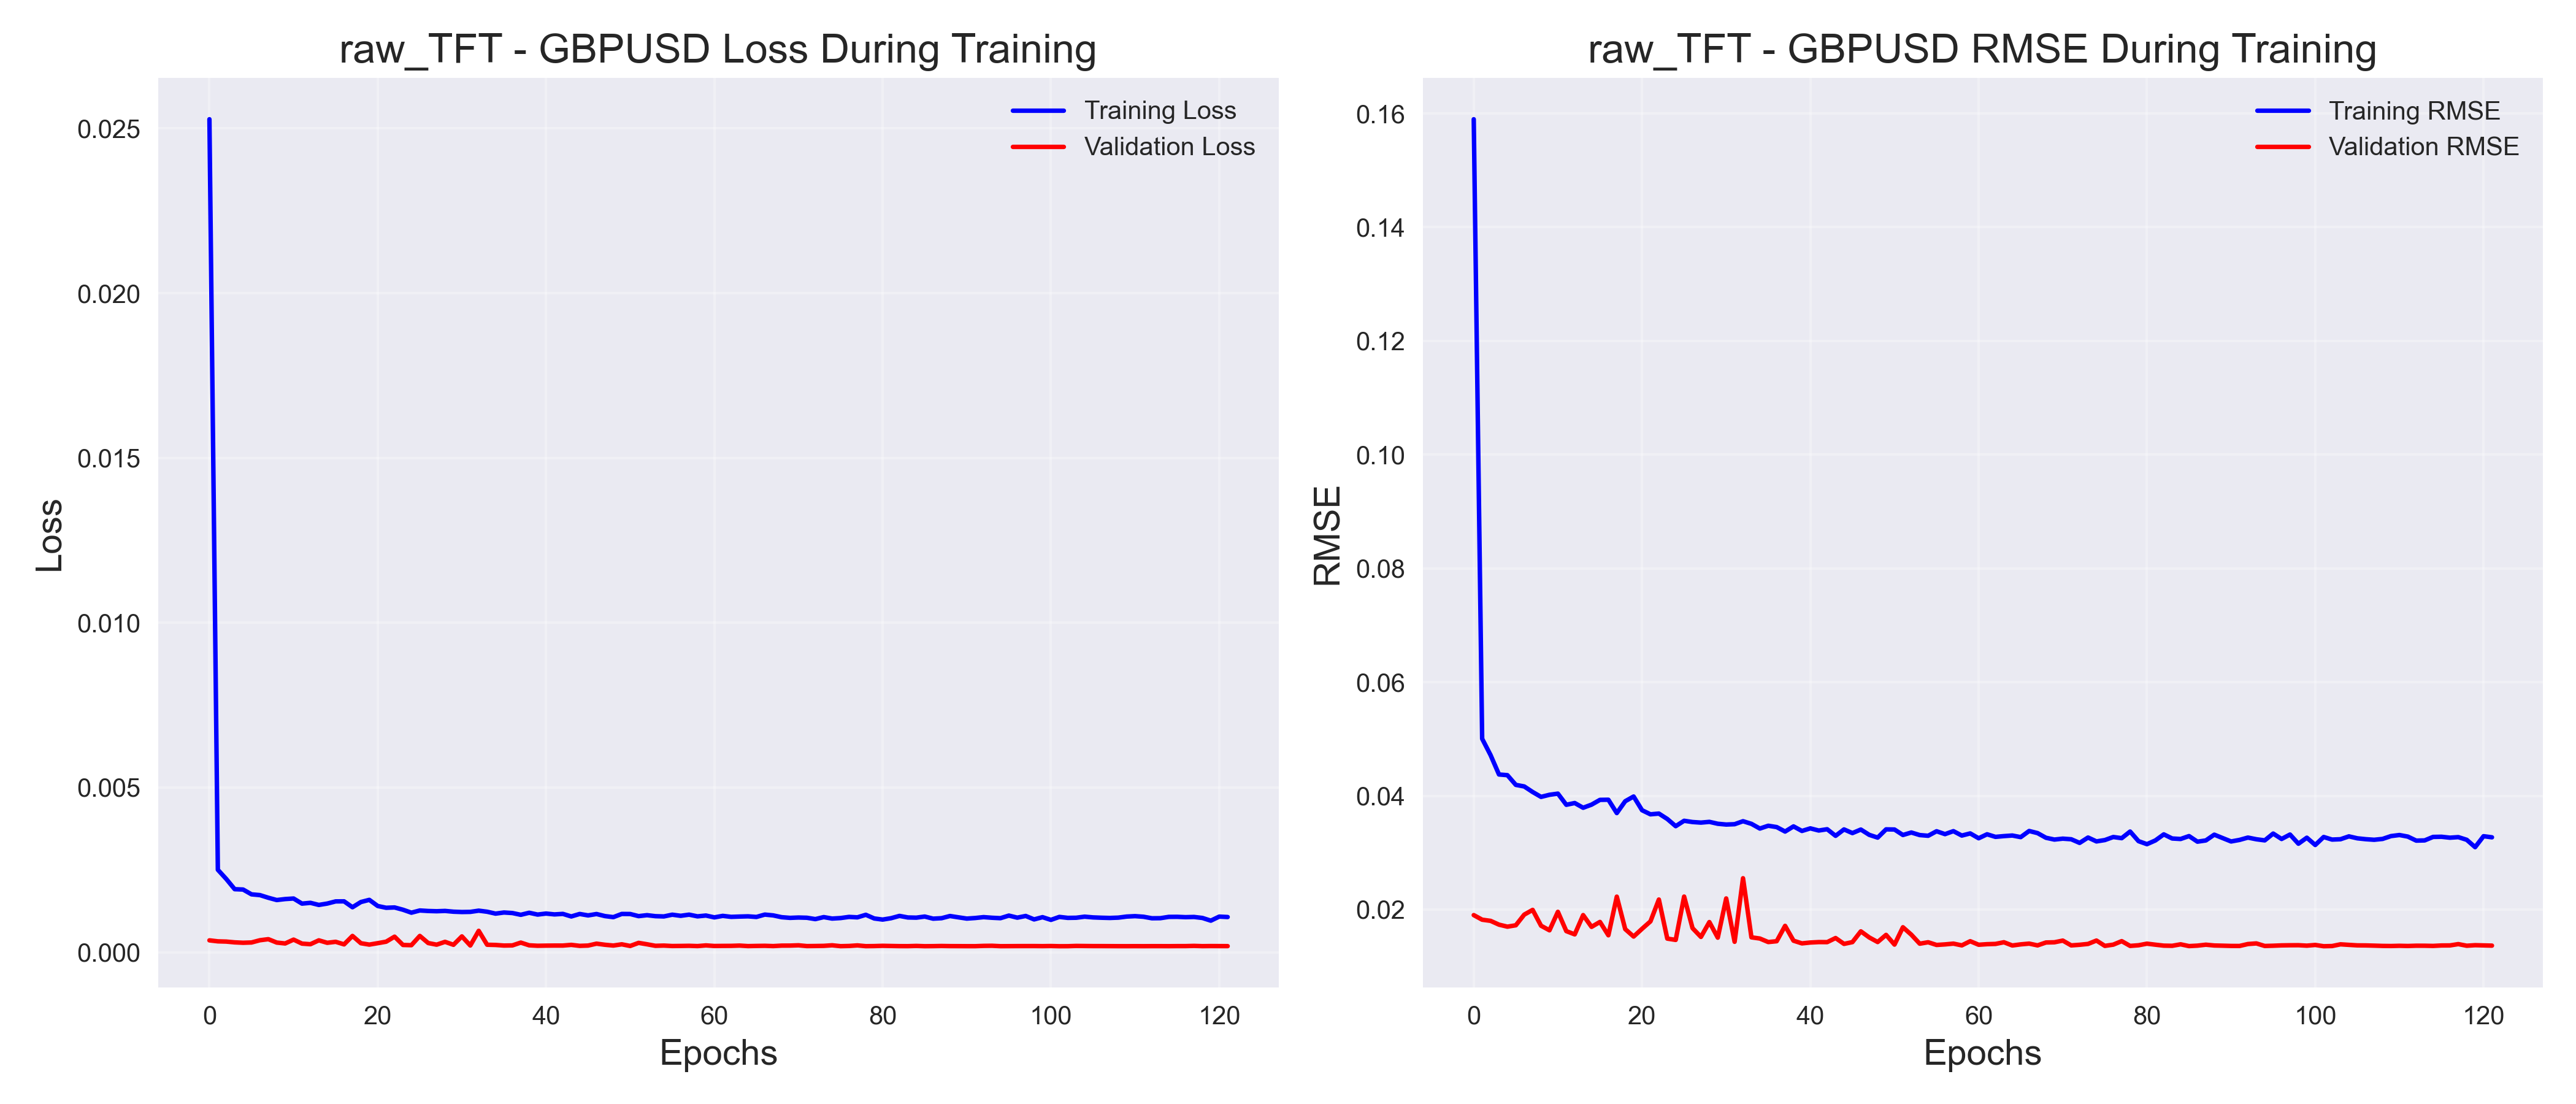 raw_TFT - GBPUSD Loss During Training
Training Loss
Validation Loss
0.025
0.020
0.015
0.010
0.005
0.000
Loss
0
20
40
60
80
100
120
Epochs
raw_TFT - GBPUSD RMSE During Training
Training RMSE
Validation RMSE
0.16
0.14
0.12
0.10
0.08
0.06
0.04
0.02
RMSE
0
20
40
60
80
100
120
Epochs